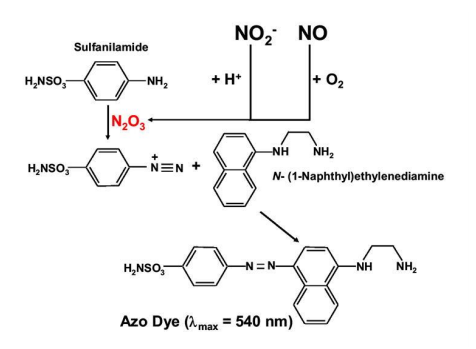 NO₂⁻ NO
Sulfanilamide
H₂NSO₃ NH₂ + H⁺ + O₂
N₂O₃
H₂NSO₃ N⁺≡N + NH NH₂
N- (1-Naphthyl)ethylenediamine
H₂NSO₃ N=N NH NH₂
Azo Dye (λmax = 540 nm)